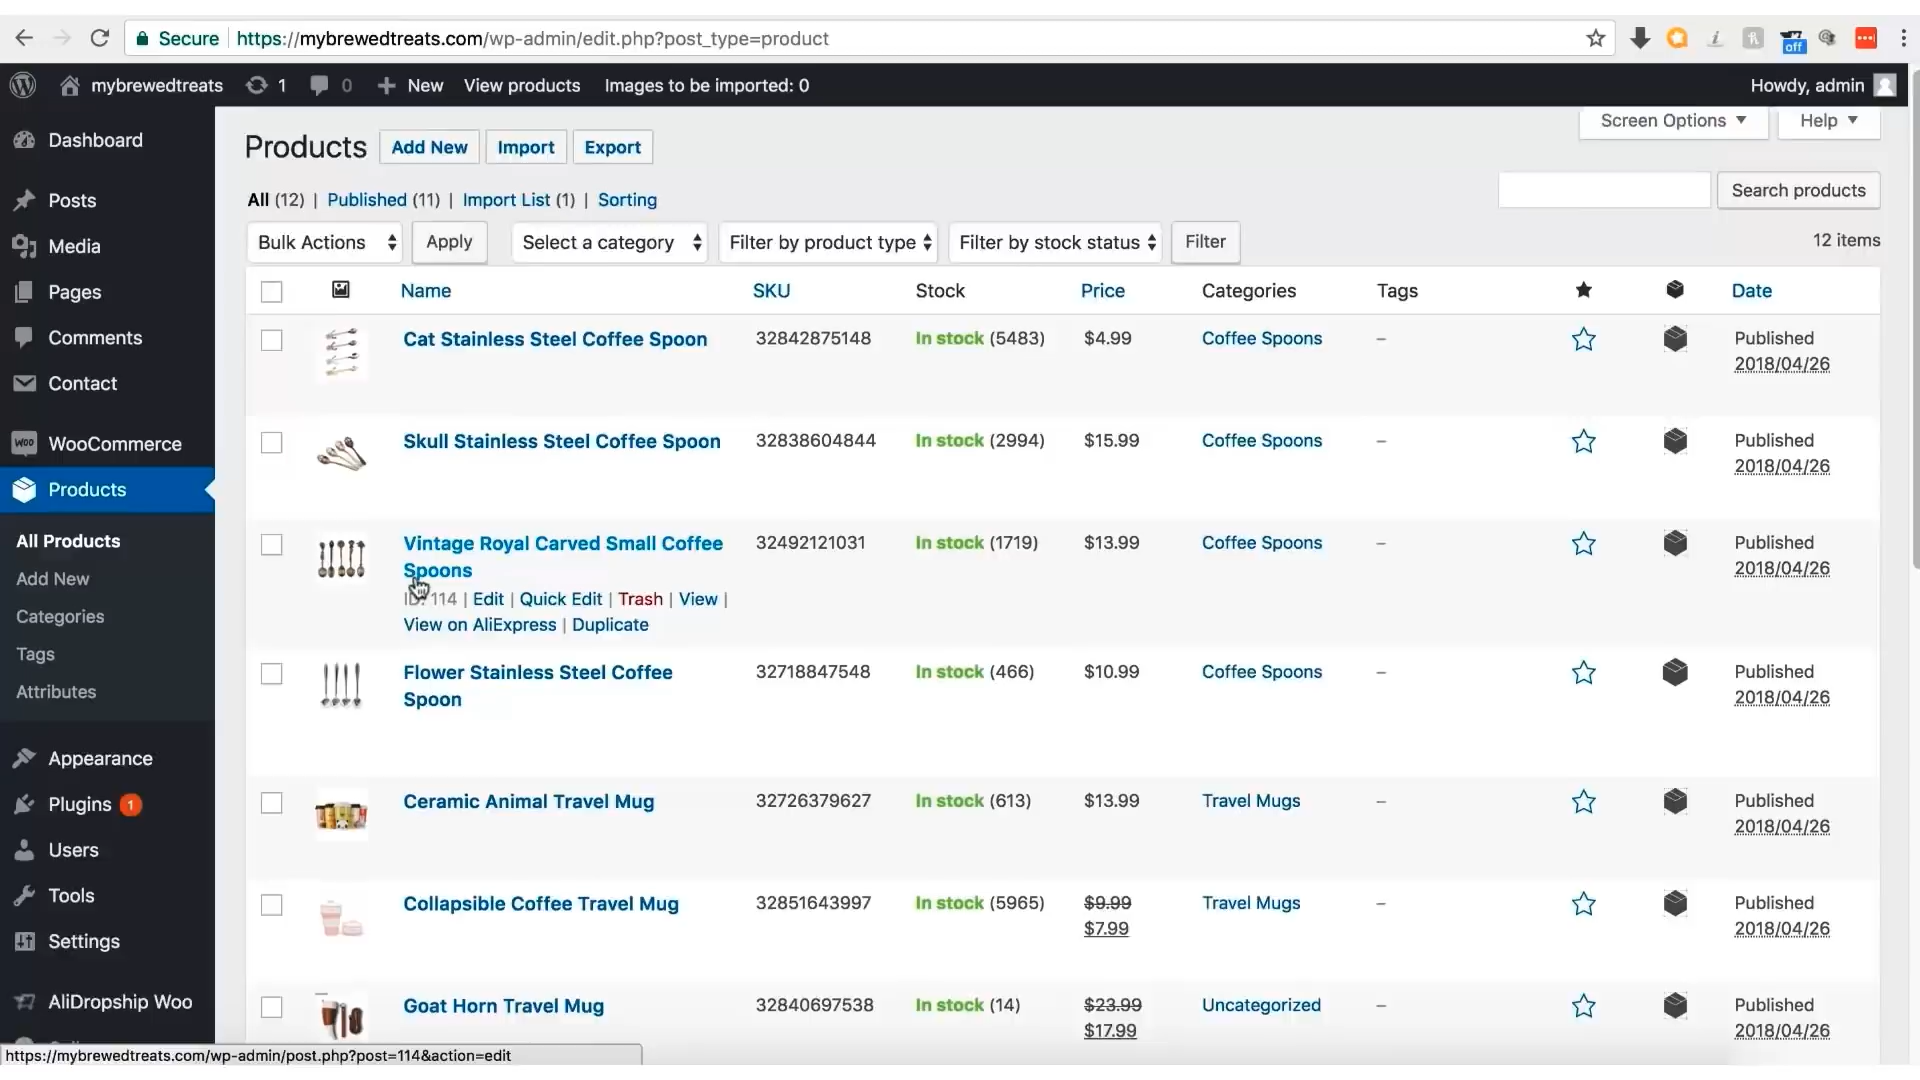 Secure https://mybrewedtreats.com/wp-admin/edit.php?post_type=product
off
mybrewedtreats 1 0 New View products Images to be imported: 0 Howdy, admin
Screen Options Help
Products Add New Import Export
All (12) | Published (11) | Import List (1) | Sorting
Search products
Bulk Actions Apply Select a category Filter by product type Filter by stock status Filter
12 items
Name SKU Stock Price Categories Tags Date
Cat Stainless Steel Coffee Spoon 32842875148 In stock (5483) $4.99 Coffee Spoons – Published
2018/04/26
Skull Stainless Steel Coffee Spoon 32838604844 In stock (2994) $15.99 Coffee Spoons – Published
2018/04/26
Vintage Royal Carved Small Coffee 32492121031 In stock (1719) $13.99 Coffee Spoons – Published
Spoons 2018/04/26
ID: 114 | Edit | Quick Edit | Trash | View |
View on AliExpress | Duplicate
Flower Stainless Steel Coffee 32718847548 In stock (466) $10.99 Coffee Spoons – Published
Spoon 2018/04/26
Ceramic Animal Travel Mug 32726379627 In stock (613) $13.99 Travel Mugs – Published
2018/04/26
Collapsible Coffee Travel Mug 32851643997 In stock (5965) $9.99 Travel Mugs – Published
$7.99 2018/04/26
Goat Horn Travel Mug 32840697538 In stock (14) $23.99 Uncategorized – Published
$17.99 2018/04/26
Dashboard
Posts
Media
Pages
Comments
Contact
WOO WooCommerce
Products
All Products
Add New
Categories
Tags
Attributes
Appearance
Plugins 1
Users
Tools
Settings
AliDropship Woo
https://mybrewedtreats.com/wp-admin/post.php?post=114&action=edit